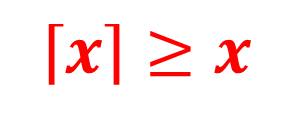 ⌈x⌉ ≥ x